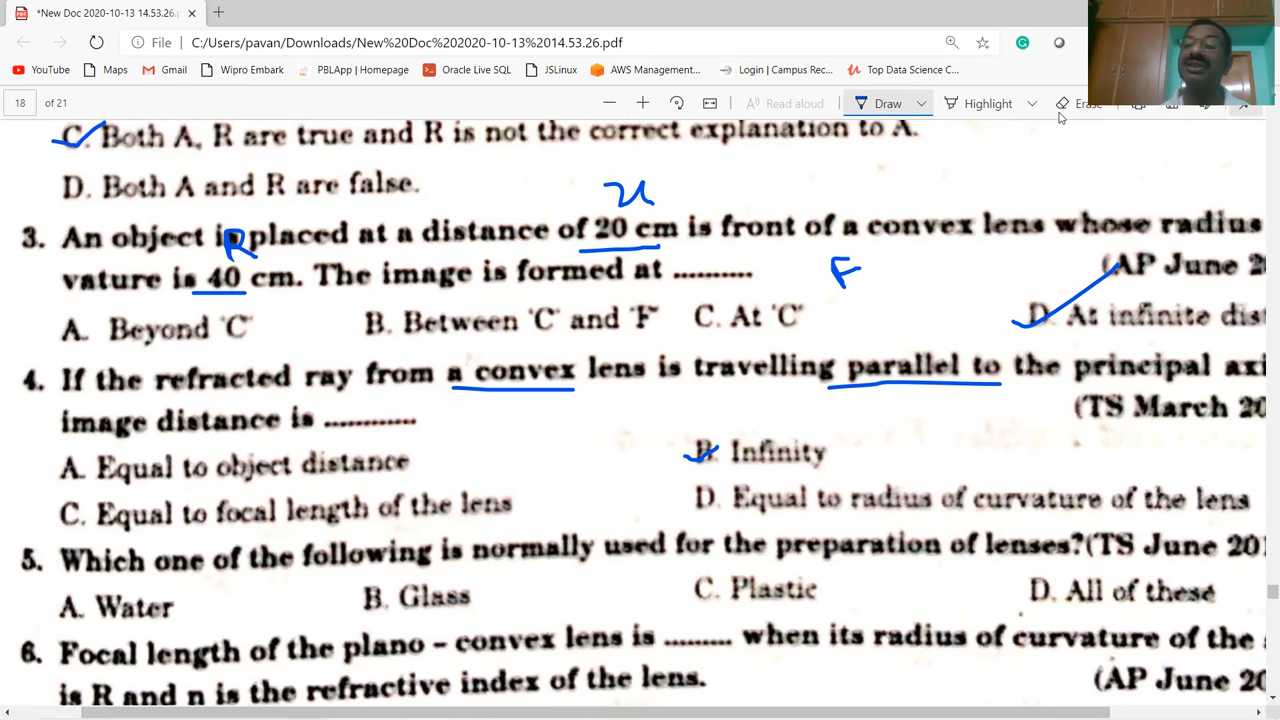 *New Doc 2020-10-13 14.53.26.p
File C:/Users/pavan/Downloads/New%20Doc%202020-10-13%2014.53.26.pdf
YouTube Maps Gmail Wipro Embark PBLApp | Homepage Oracle Live SQL JSLinux AWS Management... Login | Campus Rec... Top Data Science C...
18 of 21 Read aloud Draw Highlight Erase
C. Both A, R are true and R is not the correct explanation to A.
D. Both A and R are false.
u
3. An object is placed at a distance of 20 cm is front of a convex lens whose radius
R
vature is 40 cm. The image is formed at .......... (AP June 2
F
A. Beyond 'C' B. Between 'C' and 'F' C. At 'C' D. At infinite dis
4. If the refracted ray from a convex lens is travelling parallel to the principal axi
image distance is ............ (TS March 20
A. Equal to object distance B. Infinity
C. Equal to focal length of the lens D. Equal to radius of curvature of the lens
5. Which one of the following is normally used for the preparation of lenses?(TS June 20
A. Water B. Glass C. Plastic D. All of these
6. Focal length of the plano - convex lens is ......... when its radius of curvature of the
is R and n is the refractive index of the lens. (AP June 20